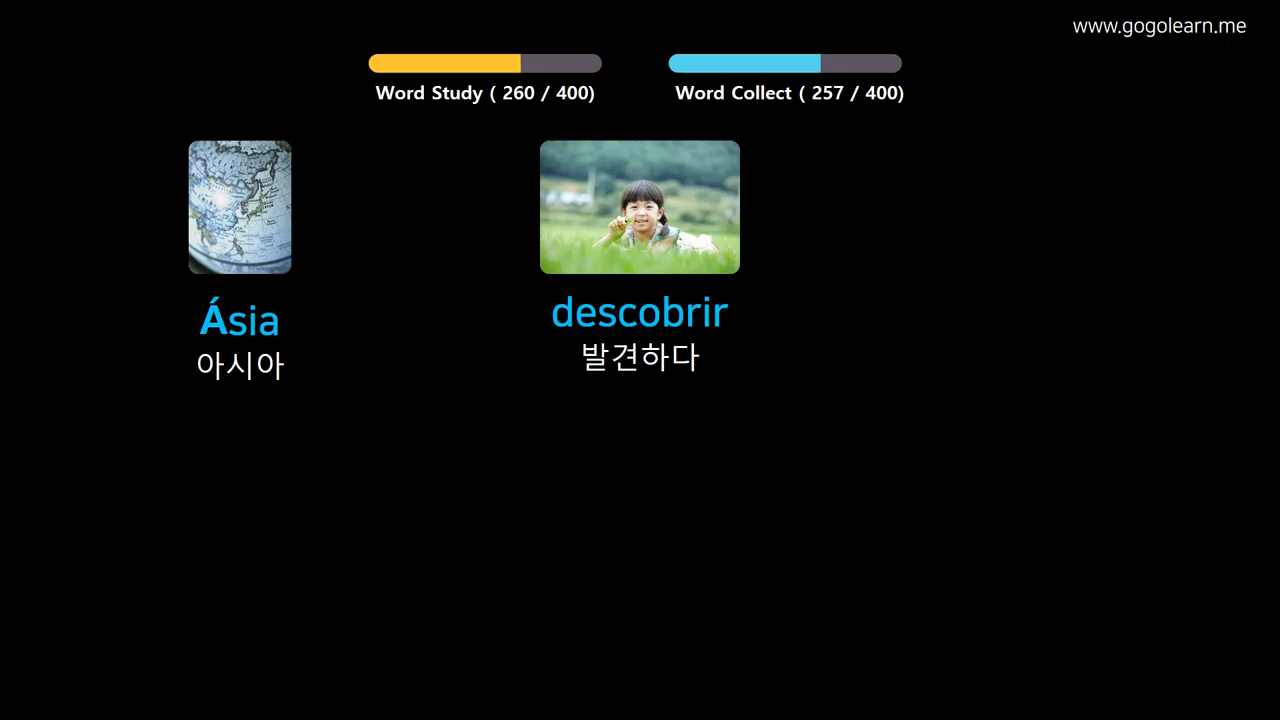 www.gogolearn.me
Word Study ( 260 / 400)
Word Collect ( 257 / 400)
Ásia
아시아
descobrir
발견하다